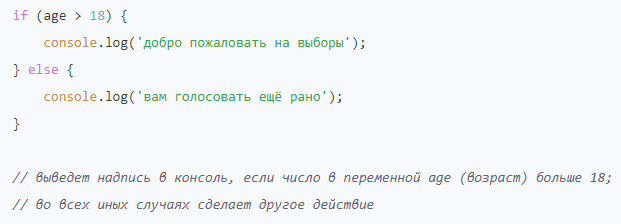 if (age > 18) {
    console.log('добро пожаловать на выборы');
} else {
    console.log('вам голосовать ещё рано');
}
// выведет надпись в консоль, если число в переменной age (возраст) больше 18;
// во всех иных случаях сделает другое действие